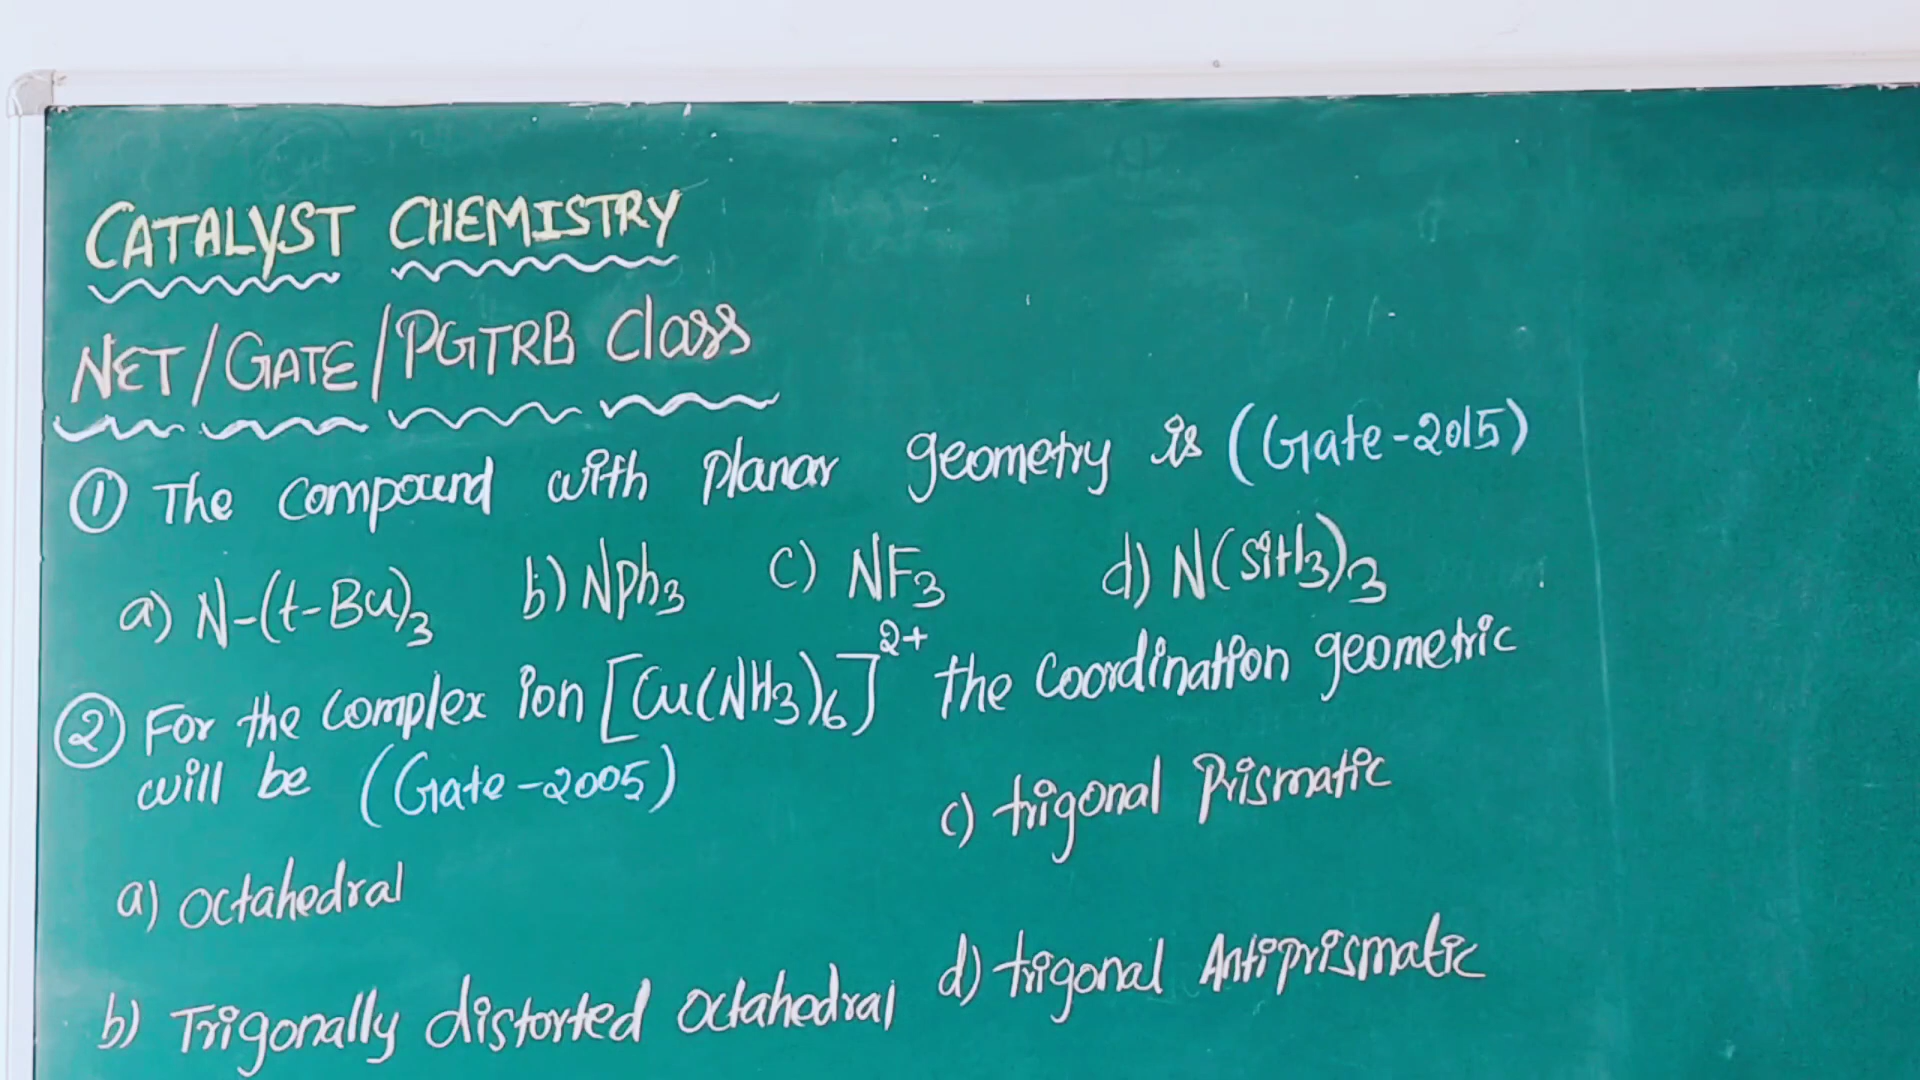 CATALYST CHEMISTRY
NET/GATE/PGTRB Class
① The compound with planar geometry is (Gate-2015)
a) N-(t-Bu)₃ b) NPh₃ c) NF₃ d) N(SiH₃)₃
② For the complex ion [Cu(NH₃)₆]²⁺ the coordination geometric
will be (Gate-2005)
a) octahedral
c) trigonal Prismatic
b) Trigonally distorted octahedral
d) trigonal Antiprismatic